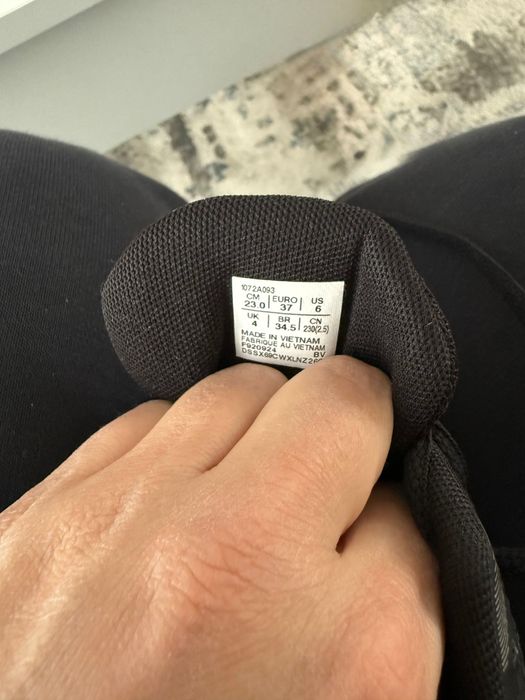 1072A093
CM EURO US
23.0 37 6
UK BR CN
4 34.5 230(2.5)
MADE IN VIETNAM
FABRIQUE AU VIETNAM
F920924 BV